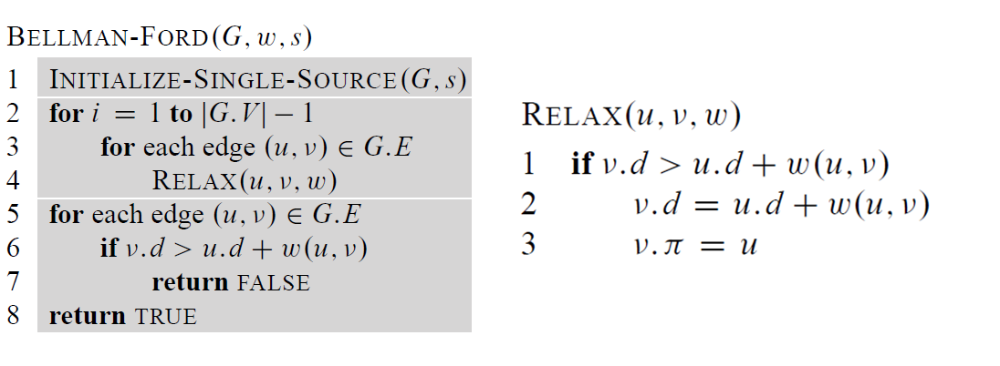 BELLMAN-FORD(G, w, s)
1 INITIALIZE-SINGLE-SOURCE(G, s)
2 for i = 1 to |G.V| − 1
3 for each edge (u, v) ∈ G.E
4 RELAX(u, v, w)
5 for each edge (u, v) ∈ G.E
6 if v.d > u.d + w(u, v)
7 return FALSE
8 return TRUE
RELAX(u, v, w)
1 if v.d > u.d + w(u, v)
2 v.d = u.d + w(u, v)
3 v.π = u